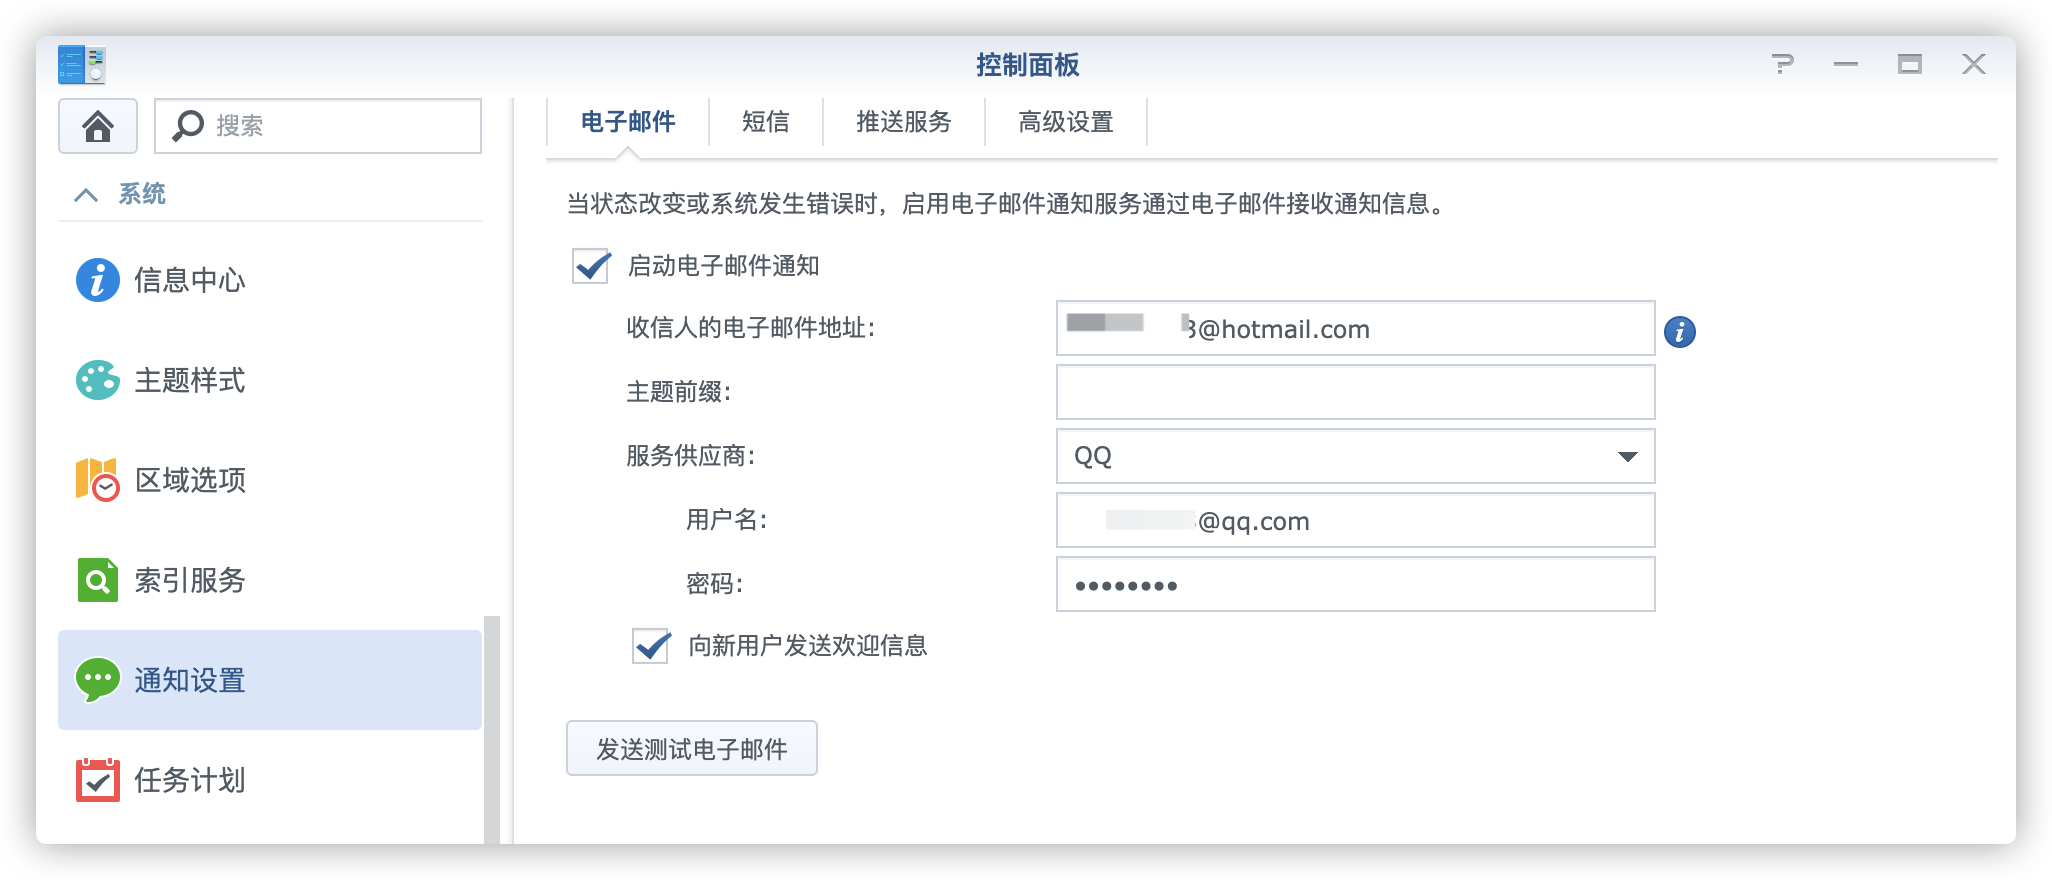 控制面板
搜索
系统
信息中心
主题样式
区域选项
索引服务
通知设置
任务计划
电子邮件
短信
推送服务
高级设置
当状态改变或系统发生错误时，启用电子邮件通知服务通过电子邮件接收通知信息。
启动电子邮件通知
收信人的电子邮件地址:
3@hotmail.com
主题前缀:
服务供应商:
QQ
用户名:
@qq.com
密码:
••••••••
向新用户发送欢迎信息
发送测试电子邮件